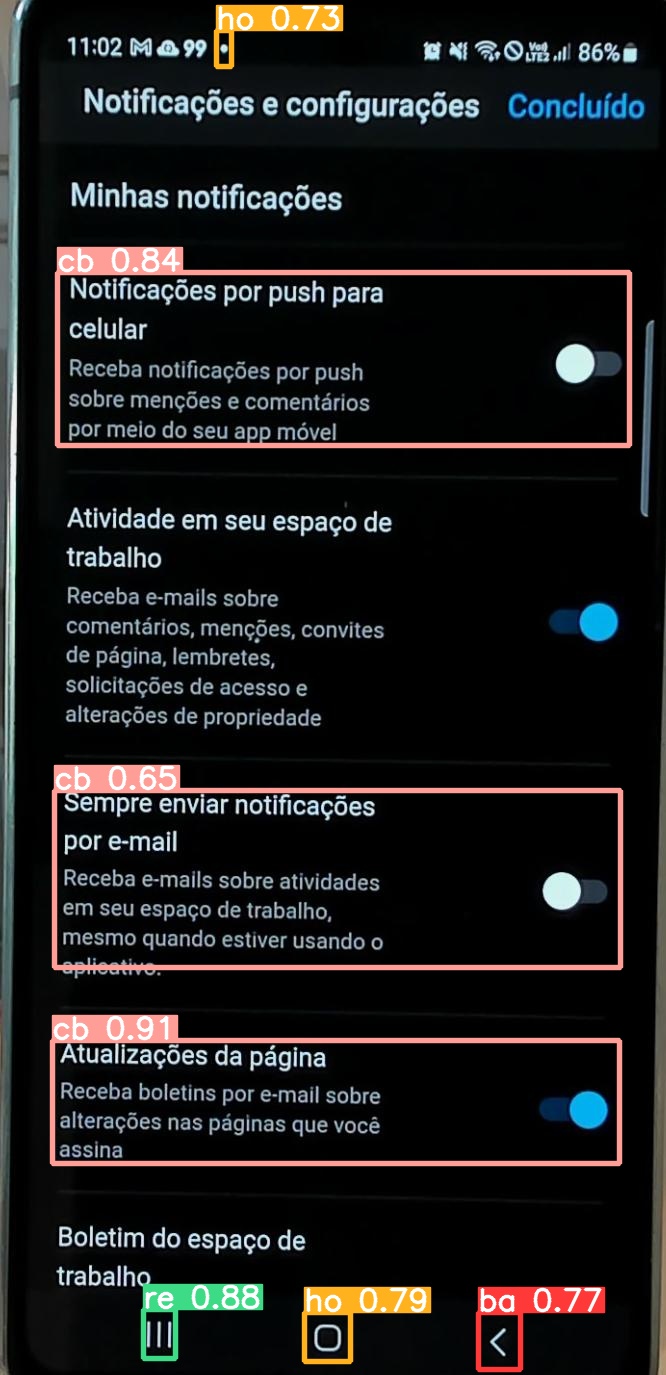 ho 0.73
11:02 99 86%
Notificações e configurações Concluído
Minhas notificações
cb 0.84
Notificações por push para
celular
Receba notificações por push
sobre menções e comentários
por meio do seu app móvel
Atividade em seu espaço de
trabalho
Receba e-mails sobre
comentários, menções, convites
de página, lembretes,
solicitações de acesso e
alterações de propriedade
cb 0.65
Sempre enviar notificações
por e-mail
Receba e-mails sobre atividades
em seu espaço de trabalho,
mesmo quando estiver usando o
aplicativo.
cb 0.91
Atualizações da página
Receba boletins por e-mail sobre
alterações nas páginas que você
assina
Boletim do espaço de
trabalho
re 0.88 ho 0.79 ba 0.77